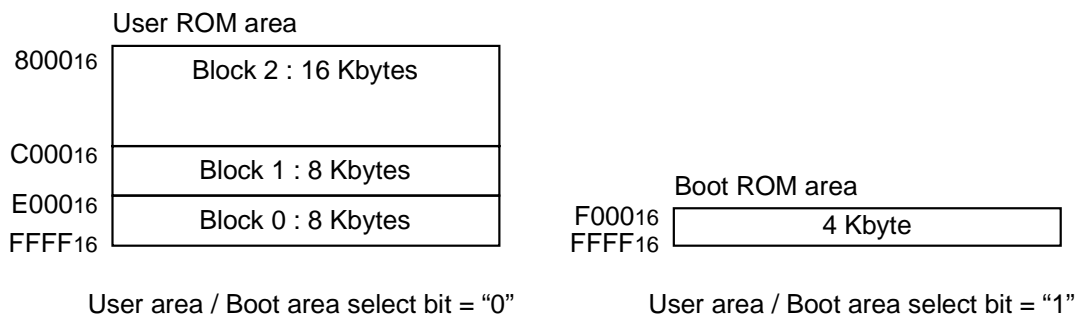 User ROM area
800016
Block 2 : 16 Kbytes
C00016
Block 1 : 8 Kbytes
E00016
Block 0 : 8 Kbytes
FFFF16
User area / Boot area select bit = “0”
Boot ROM area
F00016
4 Kbyte
FFFF16
User area / Boot area select bit = “1”